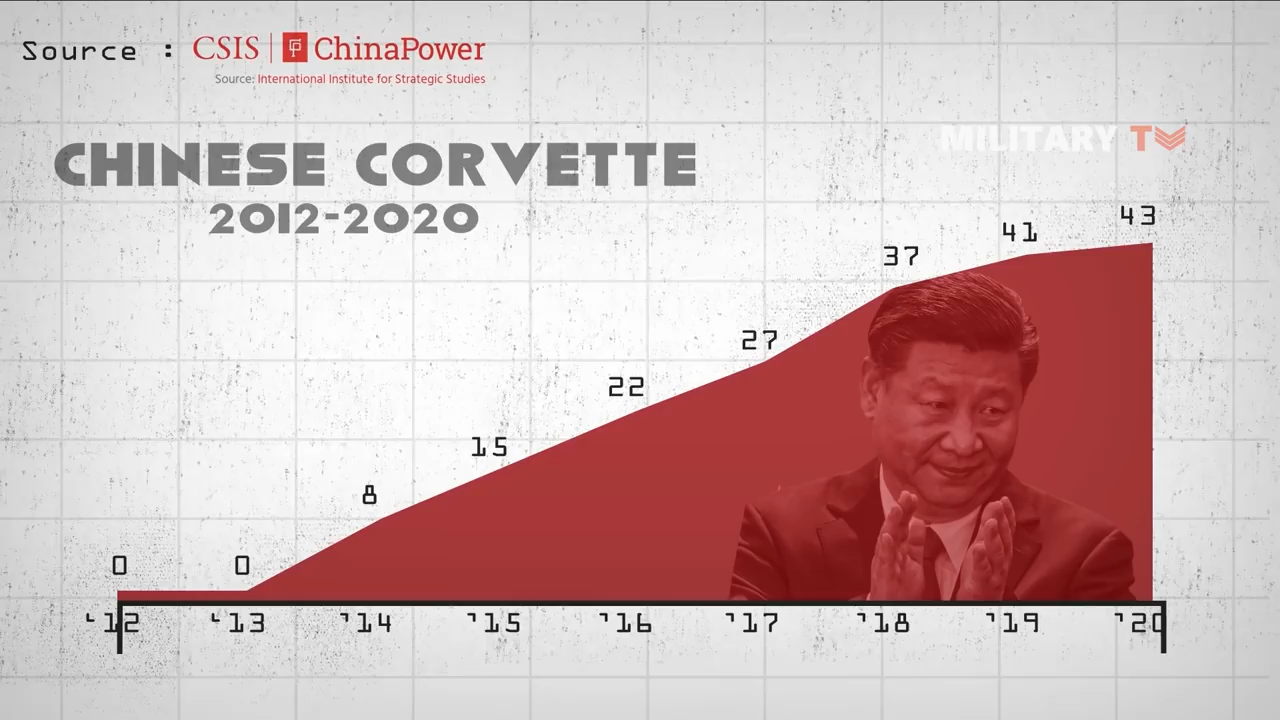 Source : CSIS ChinaPower
Source: International Institute for Strategic Studies
MILITARY TV
CHINESE CORVETTE
2012-2020
43
41
37
27
22
15
8
0 0
'12 '13 '14 '15 '16 '17 '18 '19 '20